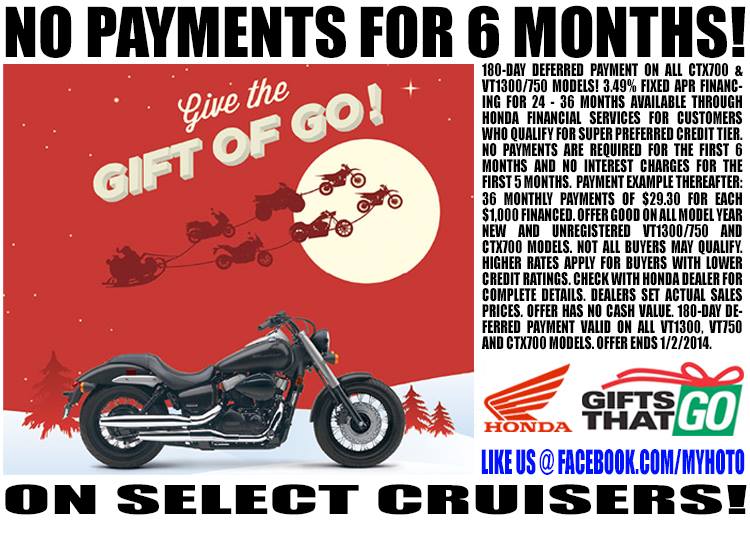 NO PAYMENTS FOR 6 MONTHS!
Give the
GIFT OF GO!
180-DAY DEFERRED PAYMENT ON ALL CTX700 &
VT1300/750 MODELS! 3.49% FIXED APR FINANC-
ING FOR 24 - 36 MONTHS AVAILABLE THROUGH
HONDA FINANCIAL SERVICES FOR CUSTOMERS
WHO QUALIFY FOR SUPER PREFERRED CREDIT TIER.
NO PAYMENTS ARE REQUIRED FOR THE FIRST 6
MONTHS AND NO INTEREST CHARGES FOR THE
FIRST 5 MONTHS. PAYMENT EXAMPLE THEREAFTER:
36 MONTHLY PAYMENTS OF $29.30 FOR EACH
$1,000 FINANCED. OFFER GOOD ON ALL MODEL YEAR
NEW AND UNREGISTERED VT1300/750 AND
CTX700 MODELS. NOT ALL BUYERS MAY QUALIFY.
HIGHER RATES APPLY FOR BUYERS WITH LOWER
CREDIT RATINGS. CHECK WITH HONDA DEALER FOR
COMPLETE DETAILS. DEALERS SET ACTUAL SALES
PRICES. OFFER HAS NO CASH VALUE. 180-DAY DE-
FERRED PAYMENT VALID ON ALL VT1300, VT750
AND CTX700 MODELS. OFFER ENDS 1/2/2014.
HONDA
GIFTS
THAT GO
LIKE US @ FACEBOOK.COM/MYHOTO
ON SELECT CRUISERS!